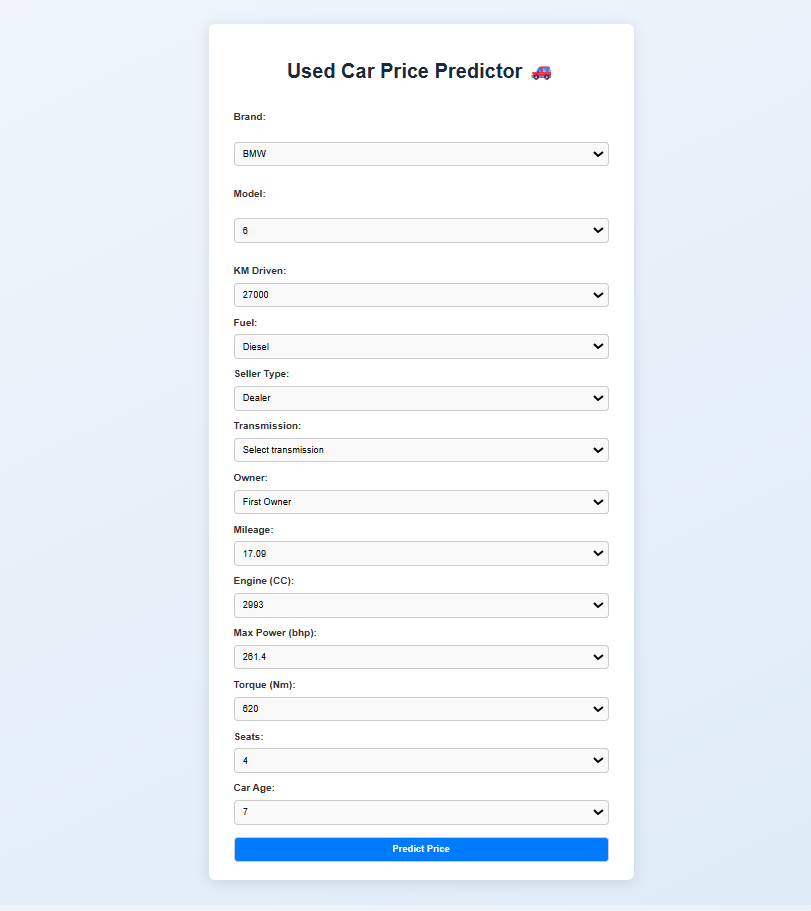 Used Car Price Predictor 🚗
Brand:
BMW
Model:
6
KM Driven:
27000
Fuel:
Diesel
Seller Type:
Dealer
Transmission:
Select transmission
Owner:
First Owner
Mileage:
17.09
Engine (CC):
2993
Max Power (bhp):
261.4
Torque (Nm):
620
Seats:
4
Car Age:
7
Predict Price